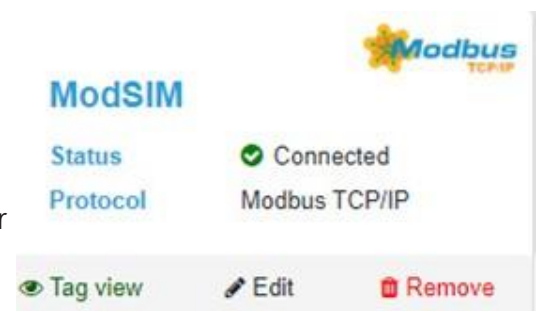 Modbus
TCP/IP
ModSIM
Status Connected
Protocol Modbus TCP/IP
r
Tag view Edit Remove